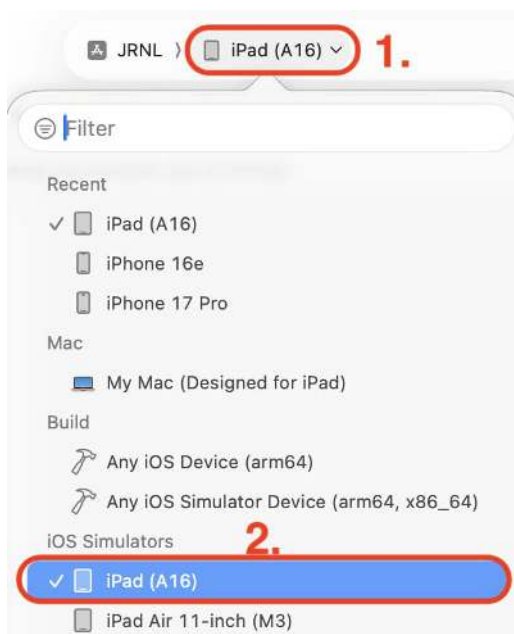 JRNL 〉 iPad (A16) 1.
Filter
Recent
✓ iPad (A16)
iPhone 16e
iPhone 17 Pro
Mac
My Mac (Designed for iPad)
Build
Any iOS Device (arm64)
Any iOS Simulator Device (arm64, x86_64)
iOS Simulators 2.
✓ iPad (A16)
iPad Air 11-inch (M3)